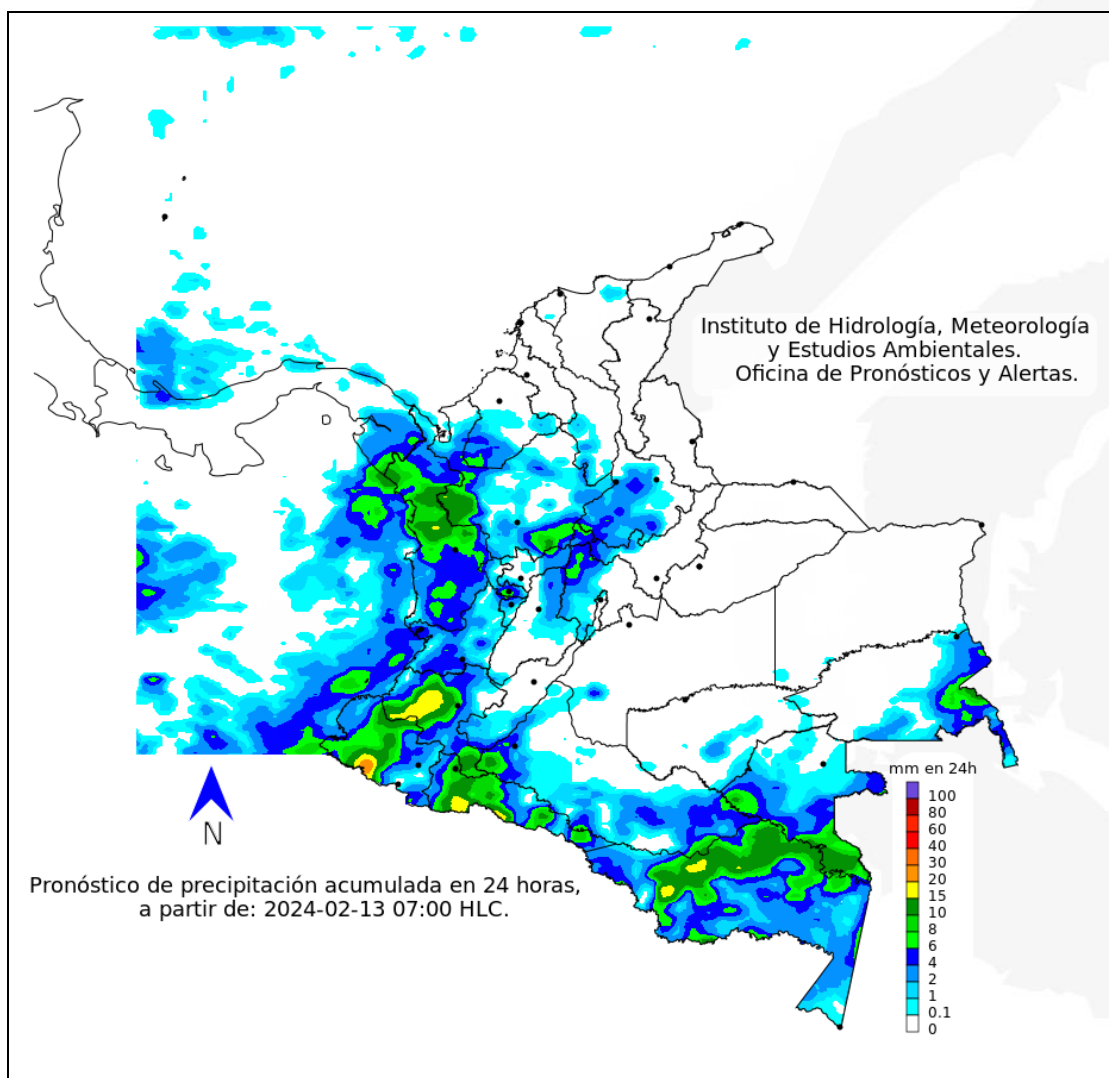 Instituto de Hidrología, Meteorología
y Estudios Ambientales.
Oficina de Pronósticos y Alertas.
mm en 24h
100
80
60
40
30
20
15
10
8
6
4
2
1
0.1
0
N
Pronóstico de precipitación acumulada en 24 horas,
a partir de: 2024-02-13 07:00 HLC.